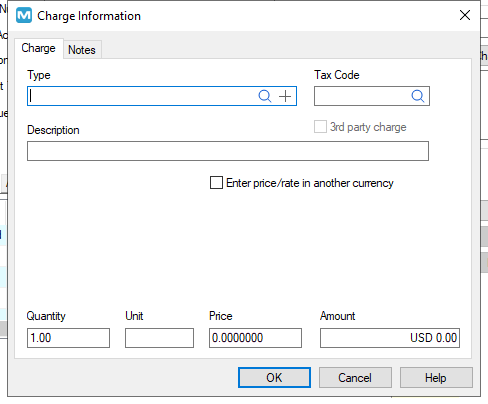 Charge Information
Charge Notes
Type Tax Code
3rd party charge
Description
Enter price/rate in another currency
Quantity Unit Price Amount
1.00 0.0000000 USD 0.00
OK Cancel Help